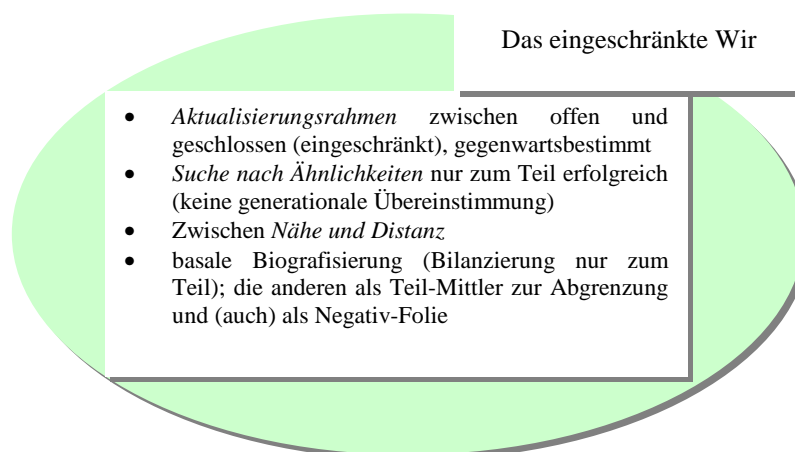 Das eingeschränkte Wir
• Aktualisierungsrahmen zwischen offen und
geschlossen (eingeschränkt), gegenwartsbestimmt
• Suche nach Ähnlichkeiten nur zum Teil erfolgreich
(keine generationale Übereinstimmung)
• Zwischen Nähe und Distanz
• basale Biografisierung (Bilanzierung nur zum
Teil); die anderen als Teil-Mittler zur Abgrenzung
und (auch) als Negativ-Folie